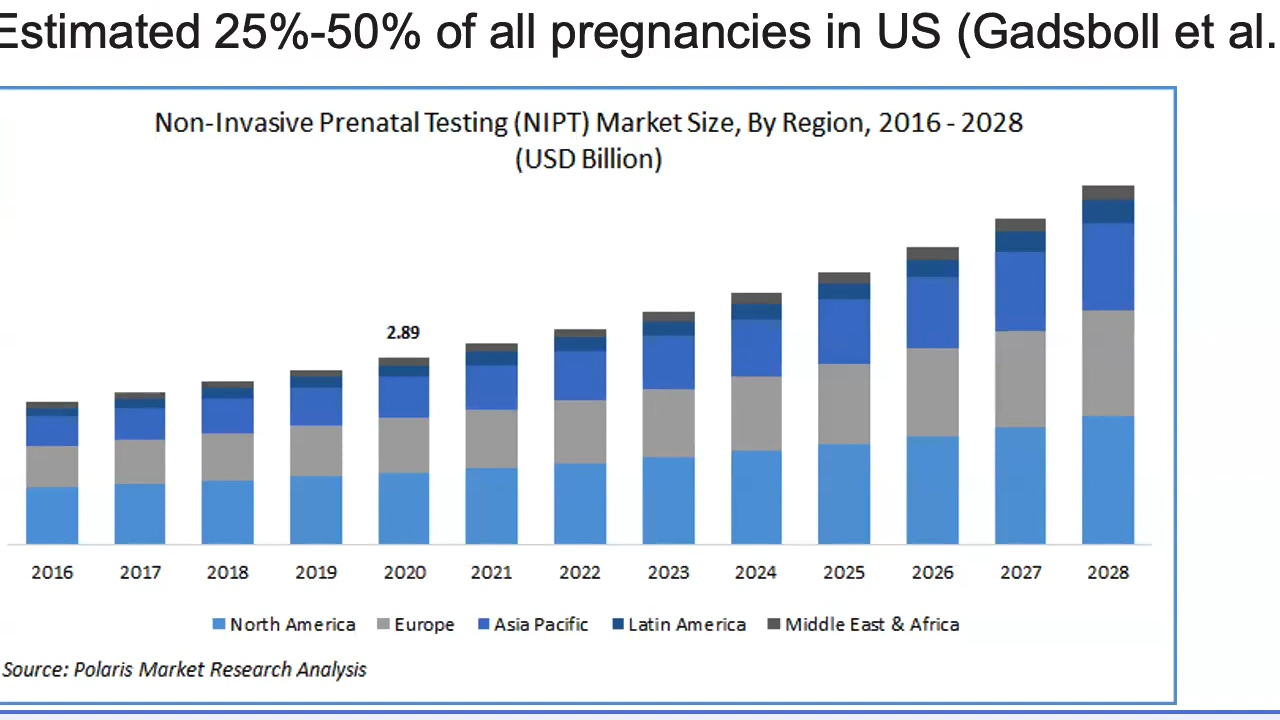 Estimated 25%-50% of all pregnancies in US (Gadsboll et al.
Non-Invasive Prenatal Testing (NIPT) Market Size, By Region, 2016 - 2028
(USD Billion)
2.89
2016 2017 2018 2019 2020 2021 2022 2023 2024 2025 2026 2027 2028
North America Europe Asia Pacific Latin America Middle East & Africa
Source: Polaris Market Research Analysis